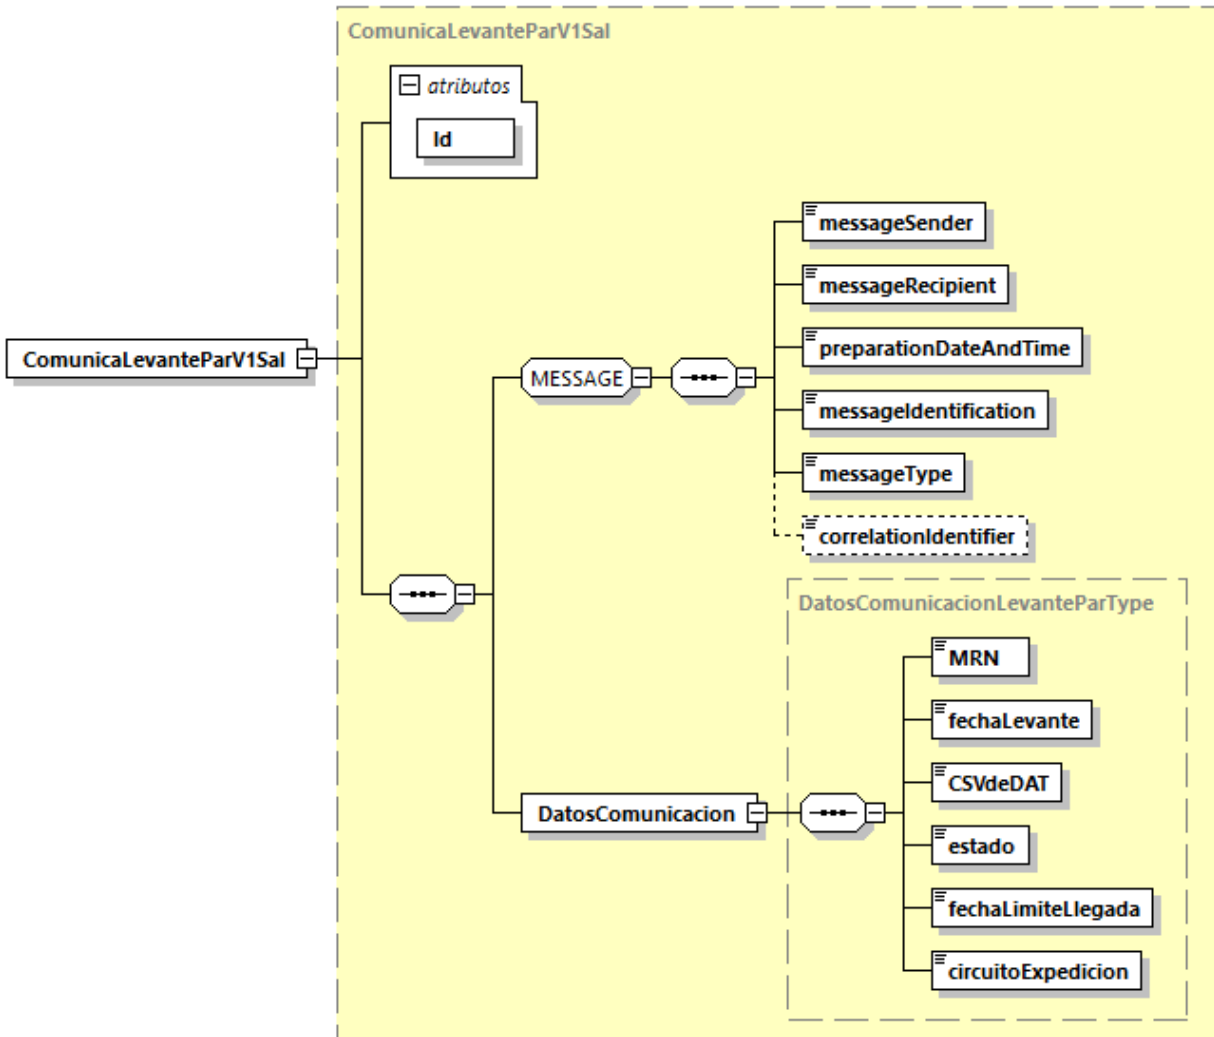 ComunicaLevanteParV1Sal
atributos
Id
ComunicaLevanteParV1Sal
MESSAGE
messageSender
messageRecipient
preparationDateAndTime
messageIdentification
messageType
correlationIdentifier
DatosComunicacion
DatosComunicacionLevanteParType
MRN
fechaLevante
CSVdeDAT
estado
fechaLimiteLlegada
circuitoExpedicion